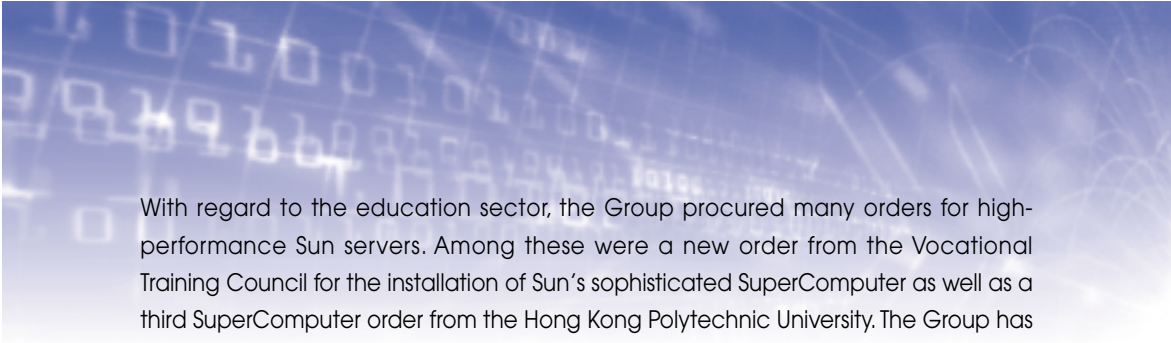 With regard to the education sector, the Group procured many orders for high-
performance Sun servers. Among these were a new order from the Vocational
Training Council for the installation of Sun's sophisticated SuperComputer as well as a
third SuperComputer order from the Hong Kong Polytechnic University. The Group has